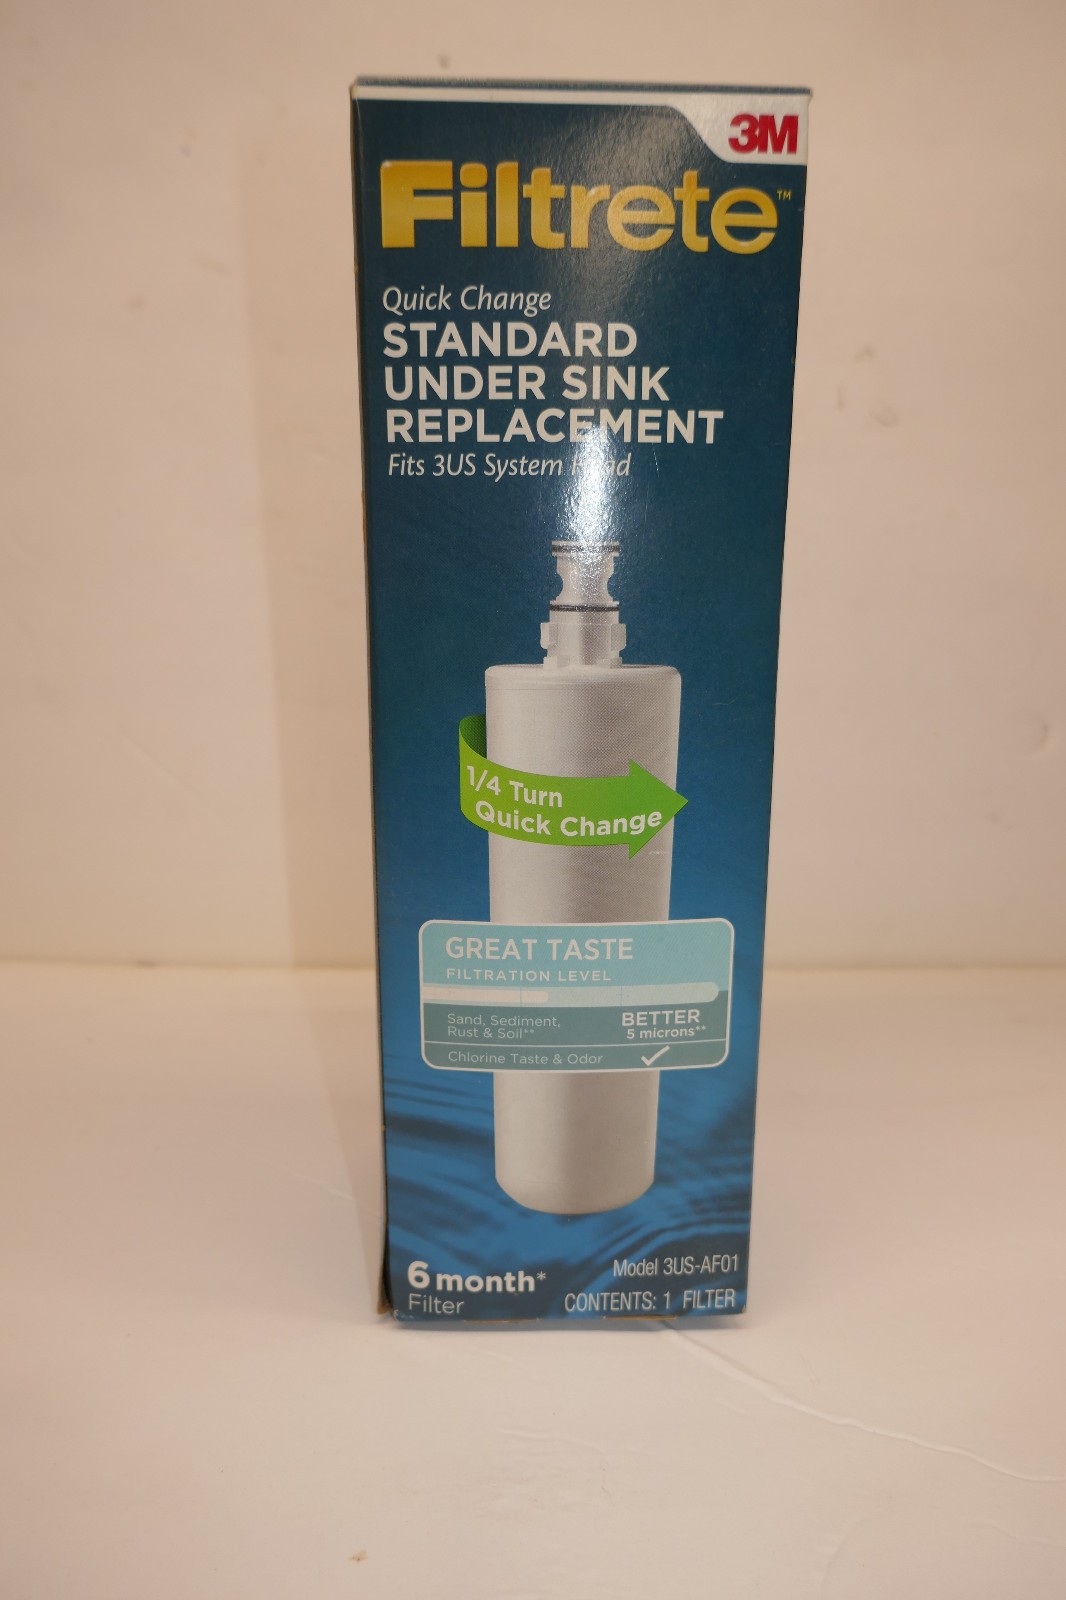 3M
Filtrete™
Quick Change
STANDARD
UNDER SINK
REPLACEMENT
Fits 3US System Head
1/4 Turn
Quick Change
GREAT TASTE
FILTRATION LEVEL
Sand, Sediment,
Rust & Soil**
BETTER
5 microns**
Chlorine Taste & Odor
6 month*
Filter
Model 3US-AF01
CONTENTS: 1 FILTER